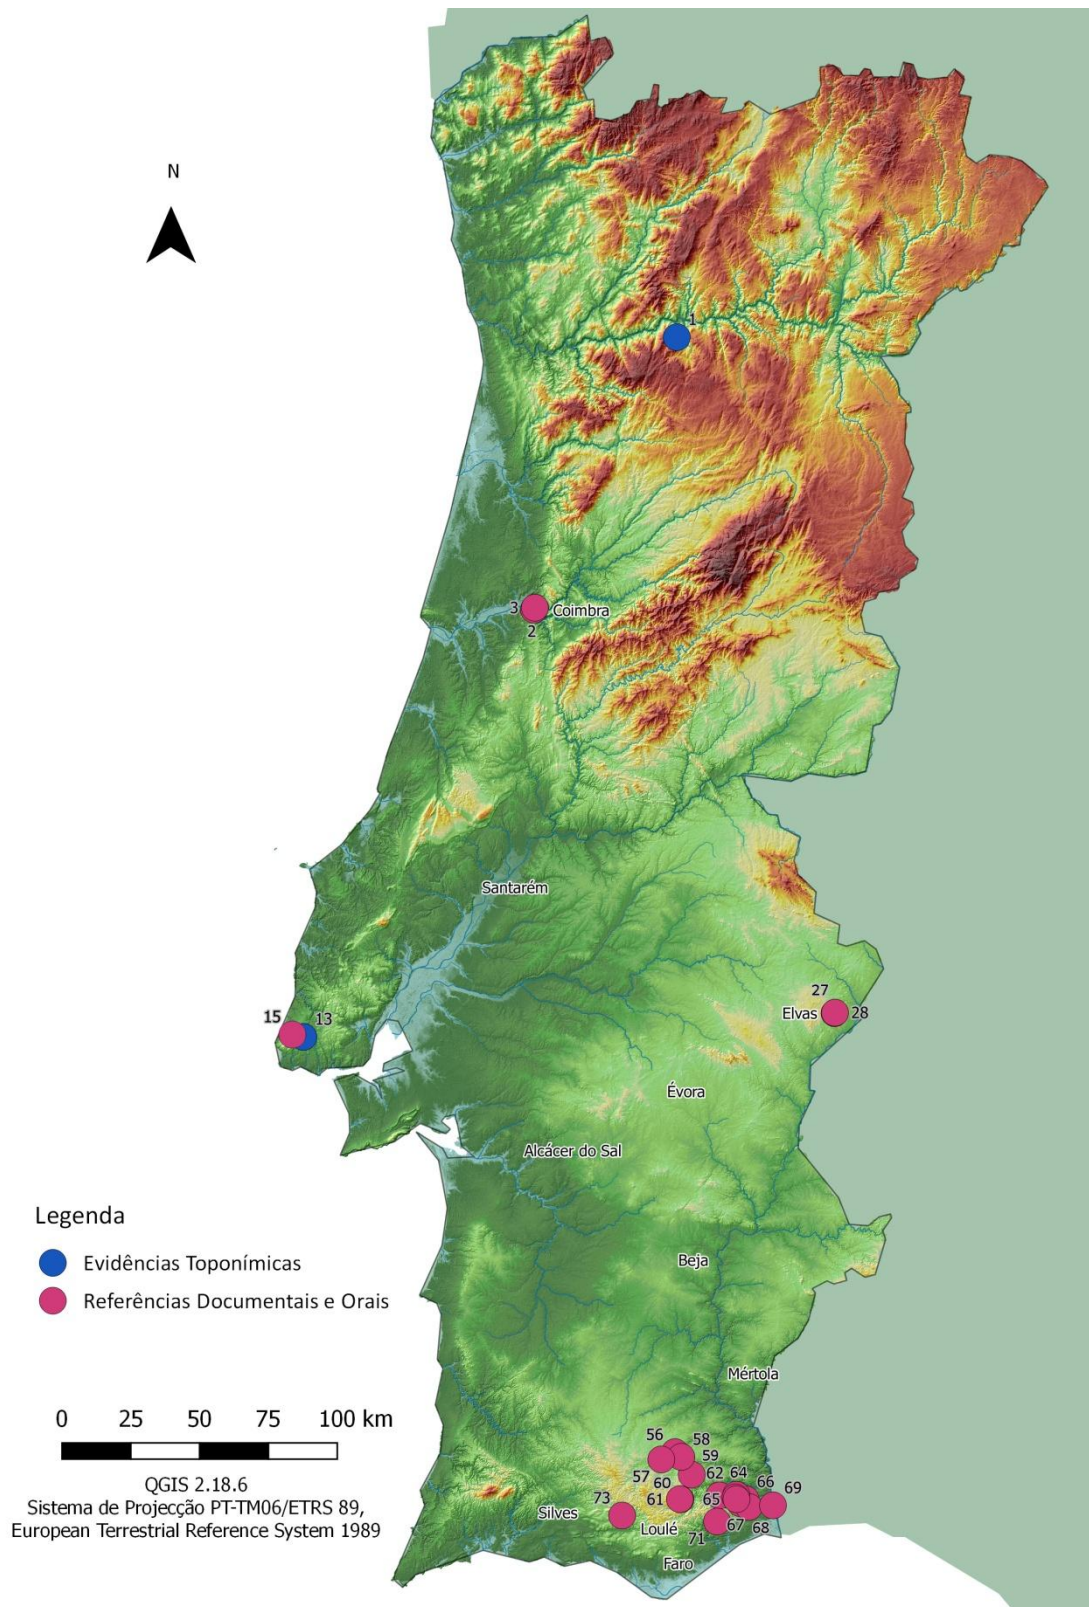 N
1
3
Coimbra
2
Santarém
15
13
27
Elvas
28
Évora
Alcácer do Sal
Legenda
Evidências Toponímicas
Beja
Referências Documentais e Orais
Mértola
0 25 50 75 100 km
QGIS 2.18.6
Sistema de Projecção PT-TM06/ETRS 89,
European Terrestrial Reference System 1989
56
58
59
57
60
62
64
66
69
61
65
73
Silves
Loulé
67
68
71
Faro